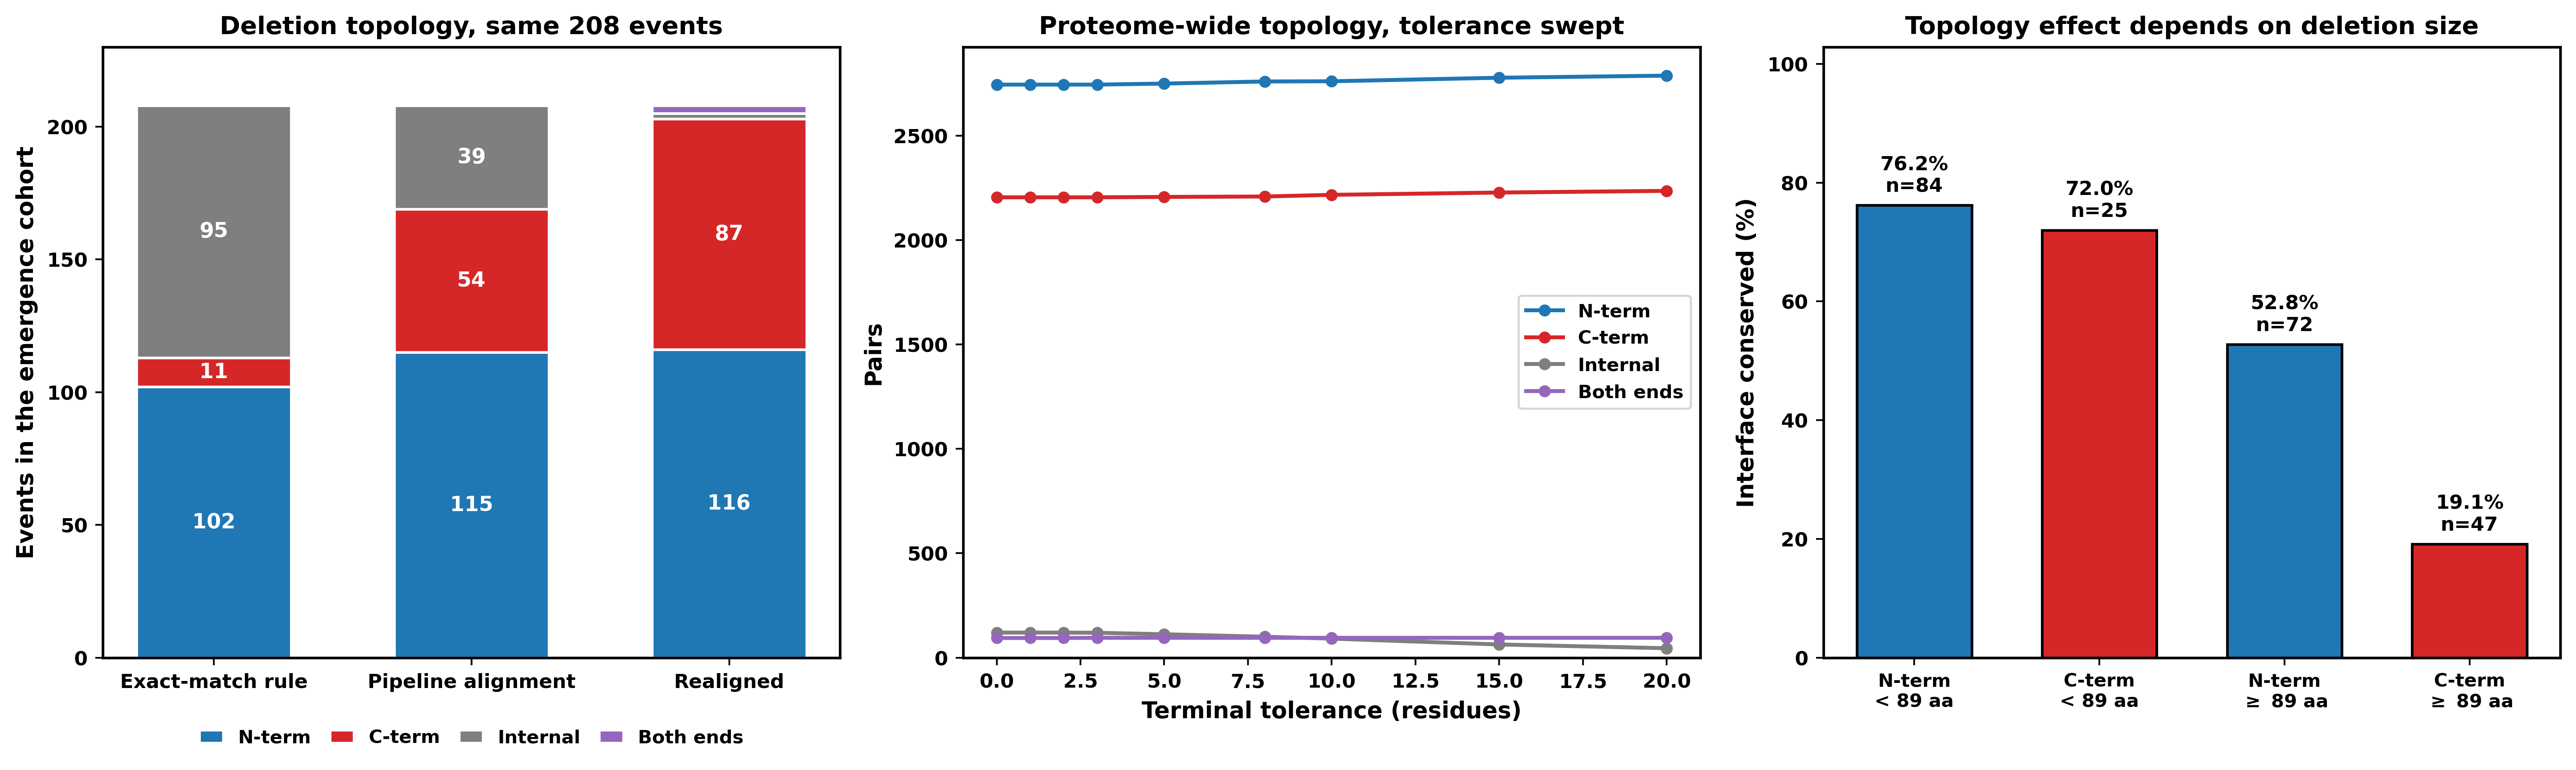 Deletion topology, same 208 events
Events in the emergence cohort
200
150
100
50
0
95
11
102
39
54
115
87
116
Exact-match rule
Pipeline alignment
Realigned
N-term
C-term
Internal
Both ends
Proteome-wide topology, tolerance swept
Pairs
2500
2000
1500
1000
500
0
N-term
C-term
Internal
Both ends
0.0
2.5
5.0
7.5
10.0
12.5
15.0
17.5
20.0
Terminal tolerance (residues)
Topology effect depends on deletion size
Interface conserved (%)
100
80
60
40
20
0
76.2%
n=84
72.0%
n=25
52.8%
n=72
19.1%
n=47
N-term
< 89 aa
C-term
< 89 aa
N-term
≥ 89 aa
C-term
≥ 89 aa